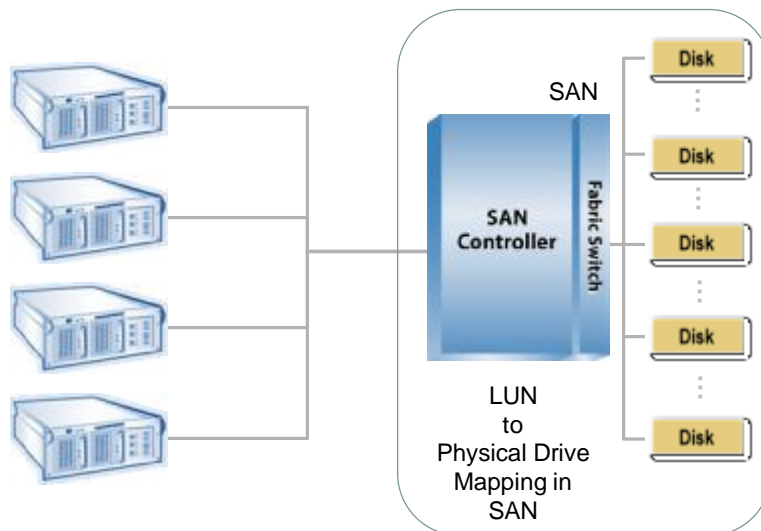 Disk
SAN
Disk
SAN
Controller
Fabric Switch
Disk
Disk
LUN
to
Physical Drive
Mapping in
SAN
Disk